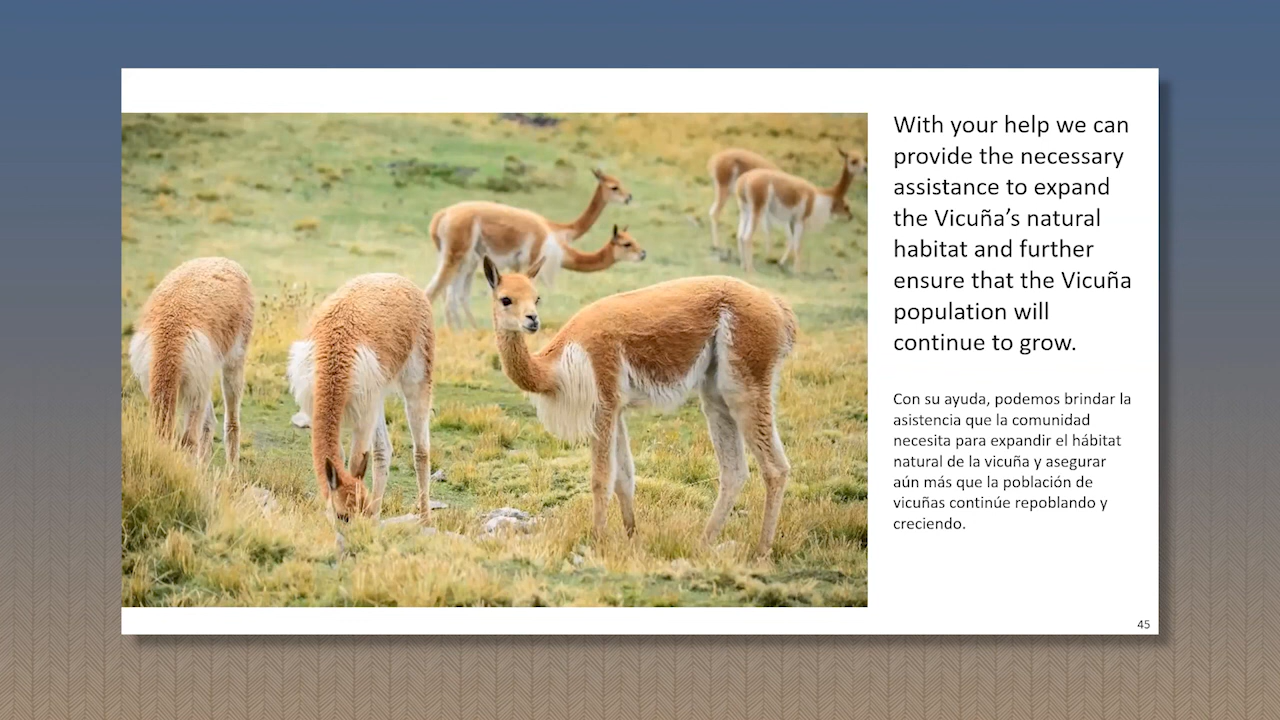 With your help we can
provide the necessary
assistance to expand
the Vicuña’s natural
habitat and further
ensure that the Vicuña
population will
continue to grow.
Con su ayuda, podemos brindar la
asistencia que la comunidad
necesita para expandir el hábitat
natural de la vicuña y asegurar
aún más que la población de
vicuñas continúe repoblando y
creciendo.
45